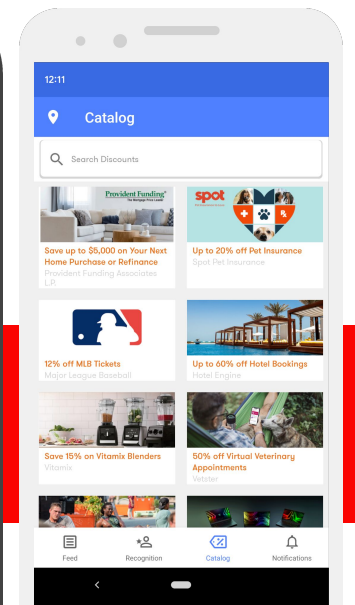 12:11
Catalog
Search Discounts
Provident Funding®
The Mortgage Price Leader
Save up to $5,000 on Your Next
Home Purchase or Refinance
Provident Funding Associates
L.P.
spot
Up to 20% off Pet Insurance
Spot Pet Insurance
12% off MLB Tickets
Major League Baseball
Up to 60% off Hotel Bookings
Hotel Engine
Save 15% on Vitamix Blenders
Vitamix
50% off Virtual Veterinary
Appointments
Vetster
Feed
Recognition
Catalog
Notifications